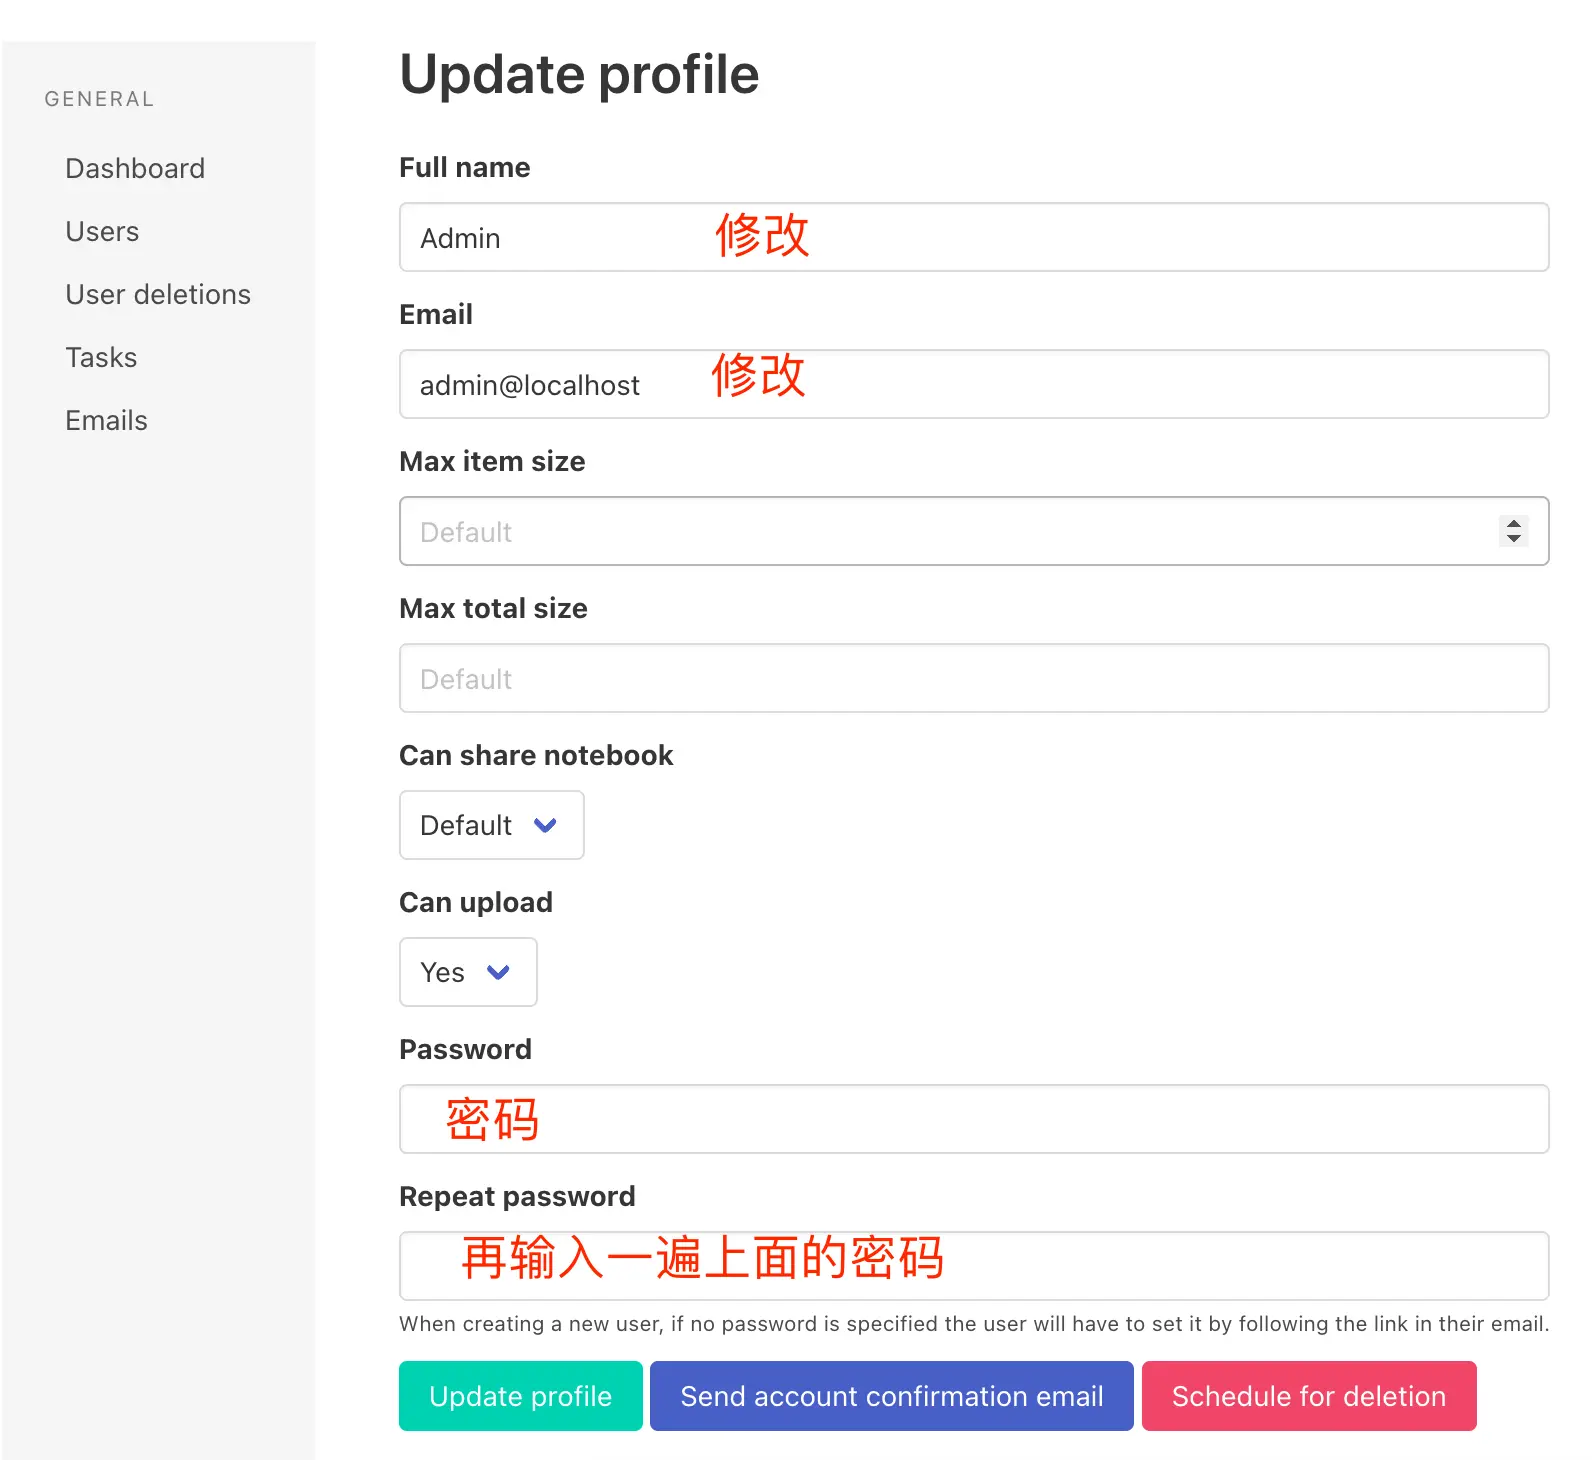 GENERAL
Dashboard
Users
User deletions
Tasks
Emails
Update profile
Full name
Admin 修改
Email
admin@localhost 修改
Max item size
Default
Max total size
Default
Can share notebook
Default
Can upload
Yes
Password
密码
Repeat password
再输入一遍上面的密码
When creating a new user, if no password is specified the user will have to set it by following the link in their email.
Update profile Send account confirmation email Schedule for deletion